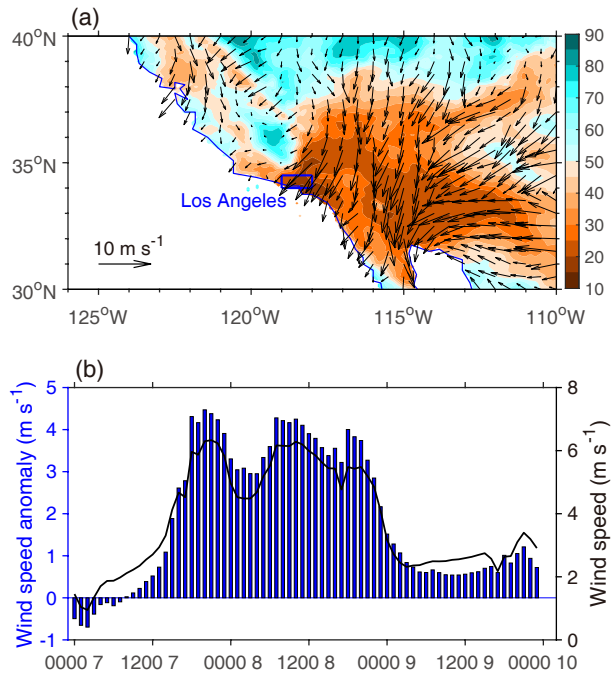 (a)
40°N
35°N
30°N
Los Angeles
10 m s⁻¹
125°W 120°W 115°W 110°W
90
80
70
60
50
40
30
20
10
(b)
Wind speed anomaly (m s⁻¹)
5
4
3
2
1
0
-1
8
6
4
2
0
Wind speed (m s⁻¹)
0000 7 1200 7 0000 8 1200 8 0000 9 1200 9 0000 10